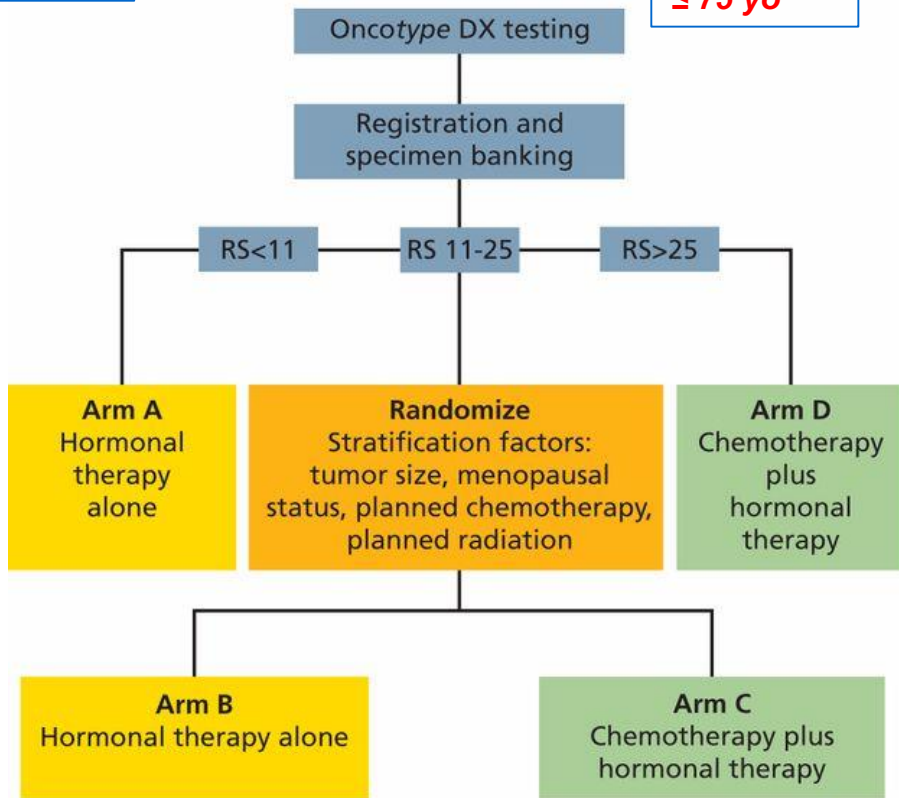 ≤ 75 yo
Oncotype DX testing
Registration and
specimen banking
RS<11
RS 11-25
RS>25
Arm A
Hormonal
therapy
alone
Randomize
Stratification factors:
tumor size, menopausal
status, planned chemotherapy,
planned radiation
Arm D
Chemotherapy
plus
hormonal
therapy
Arm B
Hormonal therapy alone
Arm C
Chemotherapy plus
hormonal therapy